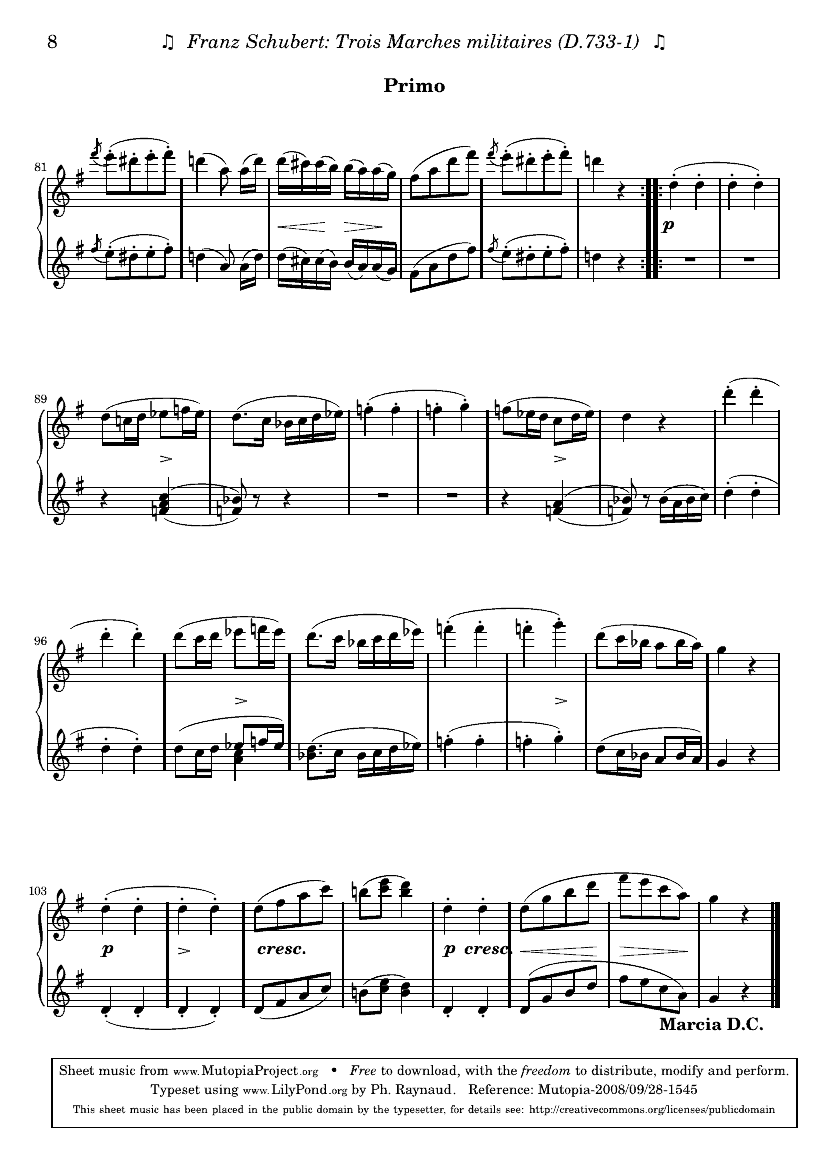 8
♫ Franz Schubert: Trois Marches militaires (D.733-1) ♫
Primo
81
p
89
96
103
p cresc. p cresc.
Marcia D.C.
Sheet music from www.MutopiaProject.org • Free to download, with the freedom to distribute, modify and perform.
Typeset using www.LilyPond.org by Ph. Raynaud. Reference: Mutopia-2008/09/28-1545
This sheet music has been placed in the public domain by the typesetter, for details see: http://creativecommons.org/licenses/publicdomain